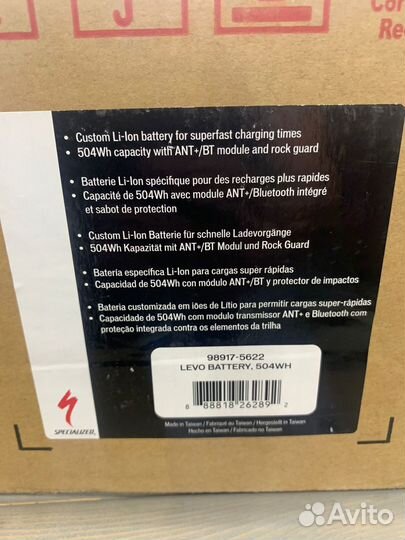 Con
Rec
• Custom Li-Ion battery for superfast charging times
• 504Wh capacity with ANT+/BT module and rock guard
• Batterie Li-Ion spécifique pour des recharges plus rapides
• Capacité de 504Wh avec module ANT+/Bluetooth intégré
et sabot de protection
• Custom Li-Ion Batterie für schnelle Ladevorgänge
• 504Wh Kapazität mit ANT+/BT Modul und Rock Guard
• Batería específica Li-Ion para cargas super rápidas
• Capacidad de 504Wh con módulo ANT+/BT y protector de impactos
• Bateria customizada em iões de Lítio para permitir cargas super-rápidas
• Capacidade de 504Wh com modulo transmissor ANT+ e Bluetooth com
proteção integrada contra os elementos da trilha
98917-5622
LEVO BATTERY, 504WH
8 88818 26289 2
Made in Taiwan / Fabriqué au Taiwan / Hergestellt in Taiwan
Hecho en Taiwan / Fabricado no Taiwan
SPECIALIZED
Avito